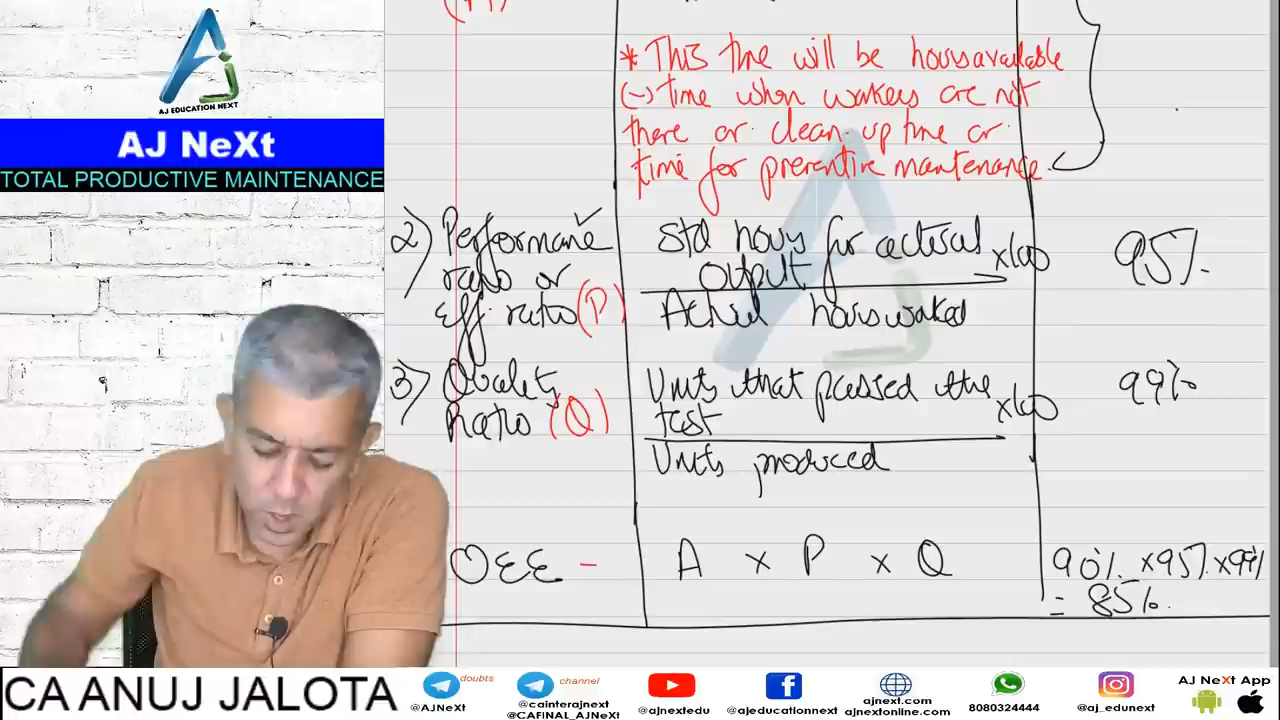 AJ EDUCATION NEXT
AJ NeXt
TOTAL PRODUCTIVE MAINTENANCE
* This time will be hours available
(-) time when workers are not
there or clean up time or
time for preventive maintenance.
2) Performance
ratio or
Eff. ratio (P)
Std hours for actual
output
x100
Actual hours worked
95%
3) Quality
Ratio (Q)
Units that passed the
test
x100
Units produced
99%
OEE - A x P x Q
90% x 95% x 99%
= 85%.
CA ANUJ JALOTA
doubts
@AJNeXt
channel
@cainterajnext
@CAFINAL_AJNeXt
@ajnextedu
@ajeducationnext
ajnext.com
ajnextonline.com
8080324444
@aj_edunext
AJ NeXt App